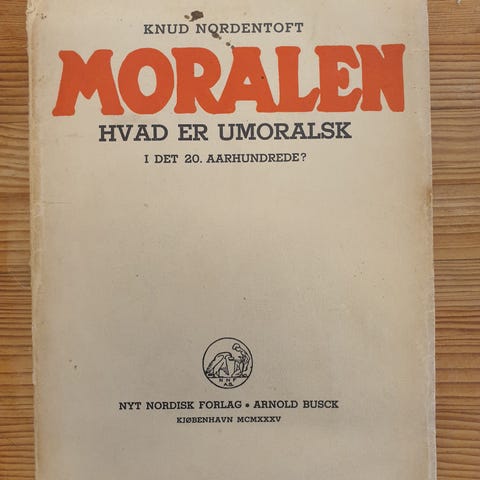 KNUD NORDENTOFT
MORALEN
HVAD ER UMORALSK
I DET 20. AARHUNDREDE?
N N F
A.B.
NYT NORDISK FORLAG • ARNOLD BUSCK
KJØBENHAVN MCMXXXV